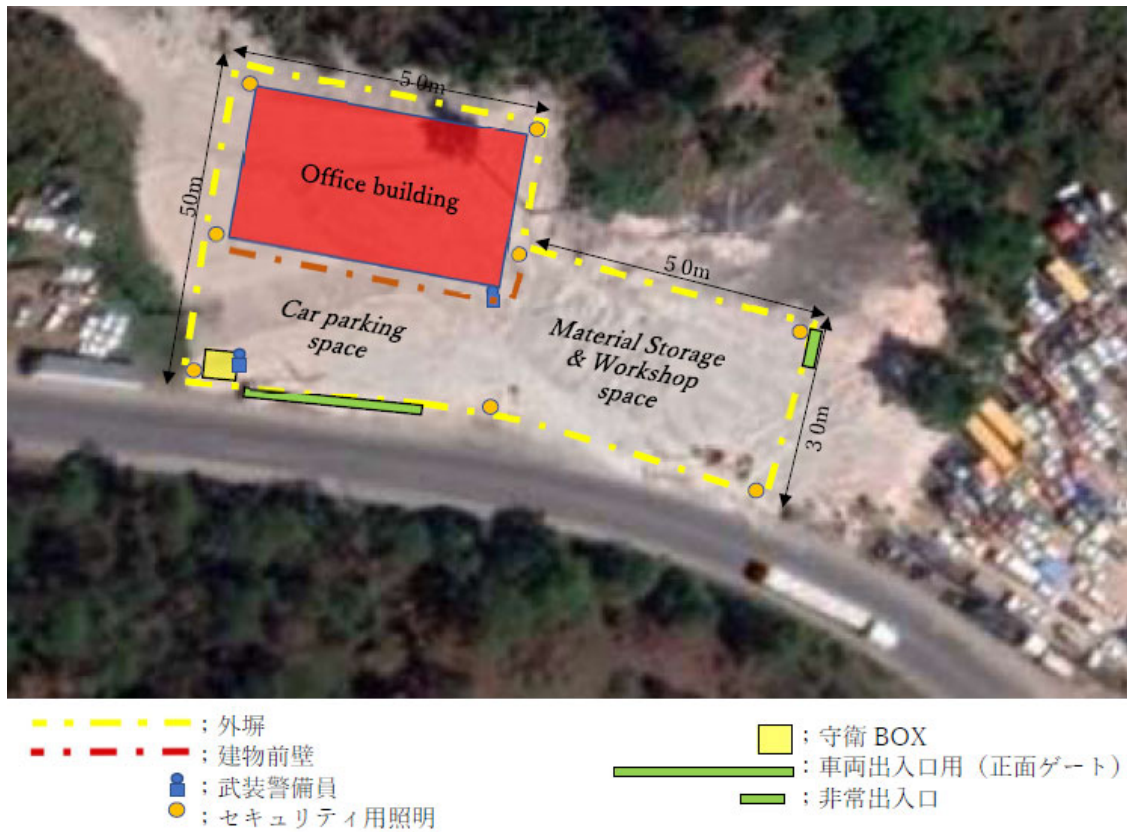 50m
50m
Office building
50m
Car parking
space
Material Storage
& Workshop
space
30m
；外塀
；建物前壁
；武装警備員
；セキュリティ用照明
；守衛 BOX
：車両出入口用（正面ゲート）
；非常出入口